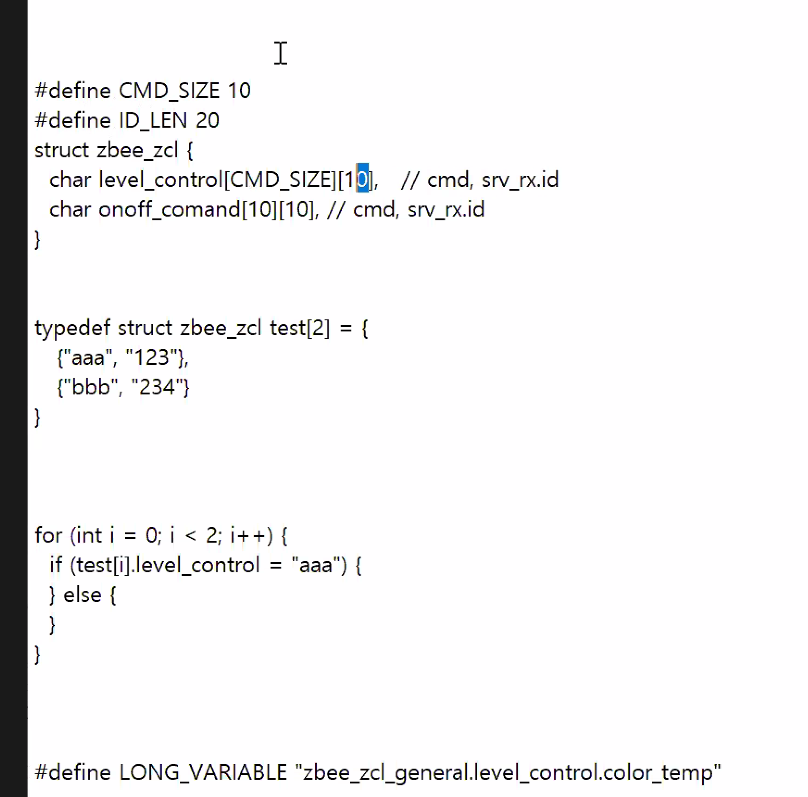 #define CMD_SIZE 10
#define ID_LEN 20
struct zbee_zcl {
char level_control[CMD_SIZE][10], // cmd, srv_rx.id
char onoff_comand[10][10], // cmd, srv_rx.id
}
typedef struct zbee_zcl test[2] = {
{"aaa", "123"},
{"bbb", "234"}
}
for (int i = 0; i < 2; i++) {
if (test[i].level_control = "aaa") {
} else {
}
}
#define LONG_VARIABLE "zbee_zcl_general.level_control.color_temp"